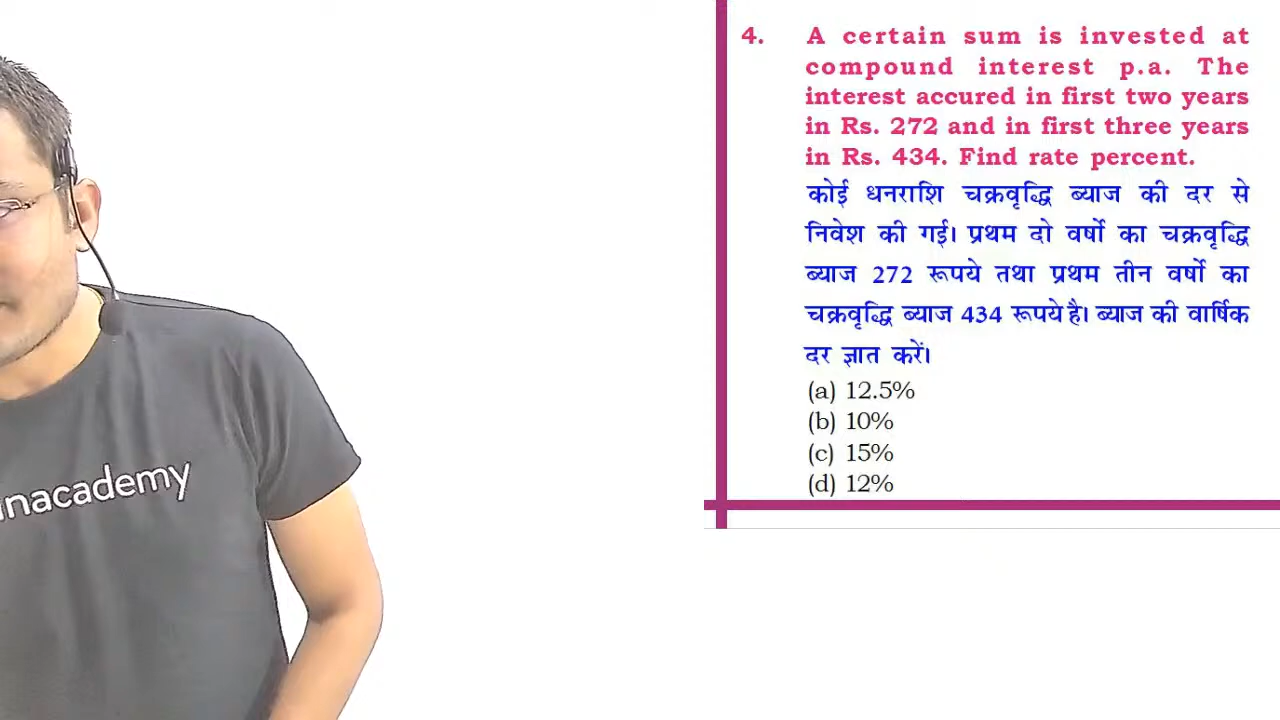 4. A certain sum is invested at
compound interest p.a. The
interest accured in first two years
in Rs. 272 and in first three years
in Rs. 434. Find rate percent.
कोई धनराशि चक्रवृद्धि ब्याज की दर से
निवेश की गई। प्रथम दो वर्षो का चक्रवृद्धि
ब्याज 272 रूपये तथा प्रथम तीन वर्षो का
चक्रवृद्धि ब्याज 434 रूपये है। ब्याज की वार्षिक
दर ज्ञात करें।
(a) 12.5%
(b) 10%
(c) 15%
(d) 12%
nacademy